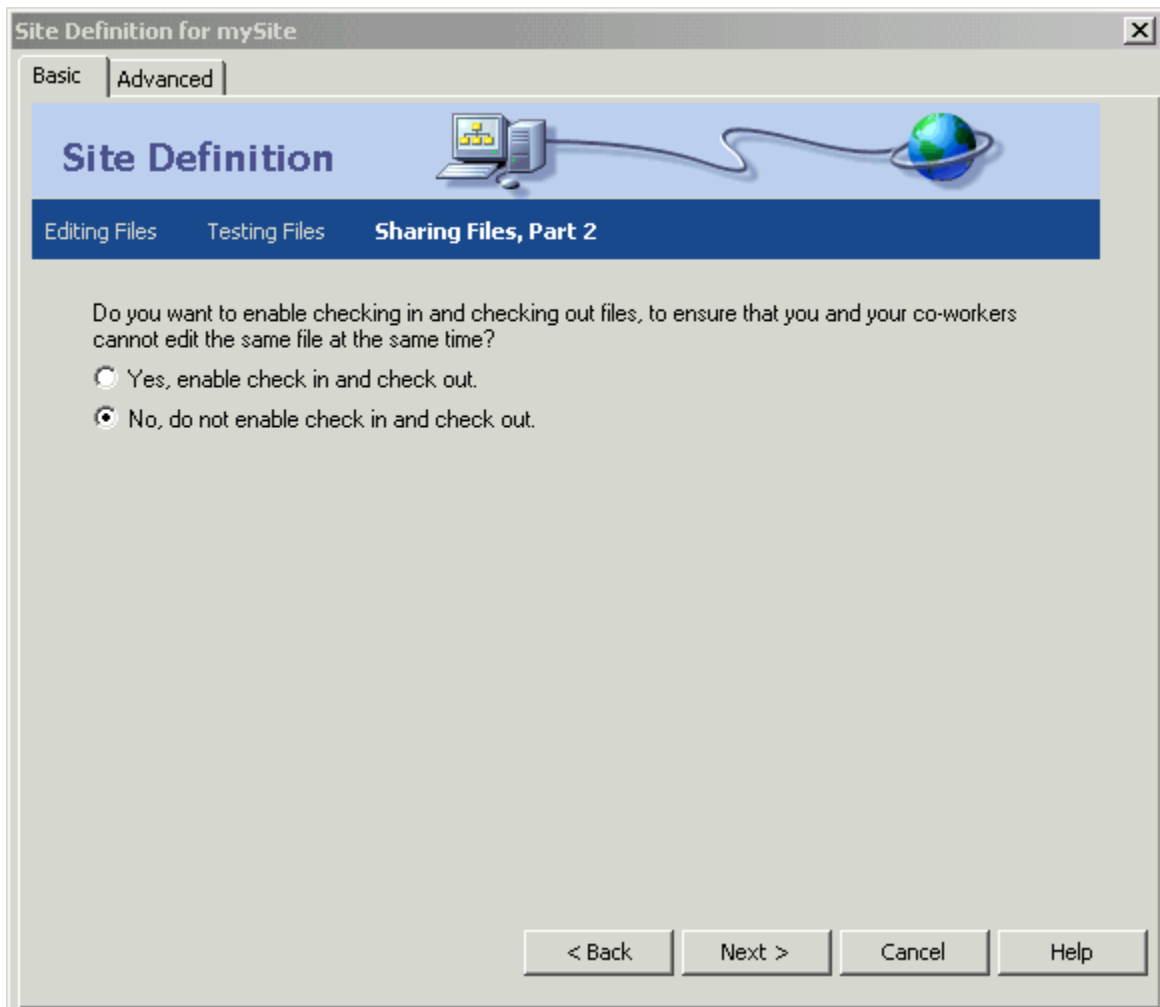 Site Definition for mySite
Basic Advanced
Site Definition
Editing Files Testing Files Sharing Files, Part 2
Do you want to enable checking in and checking out files, to ensure that you and your co-workers
cannot edit the same file at the same time?
Yes, enable check in and check out.
No, do not enable check in and check out.
< Back Next > Cancel Help